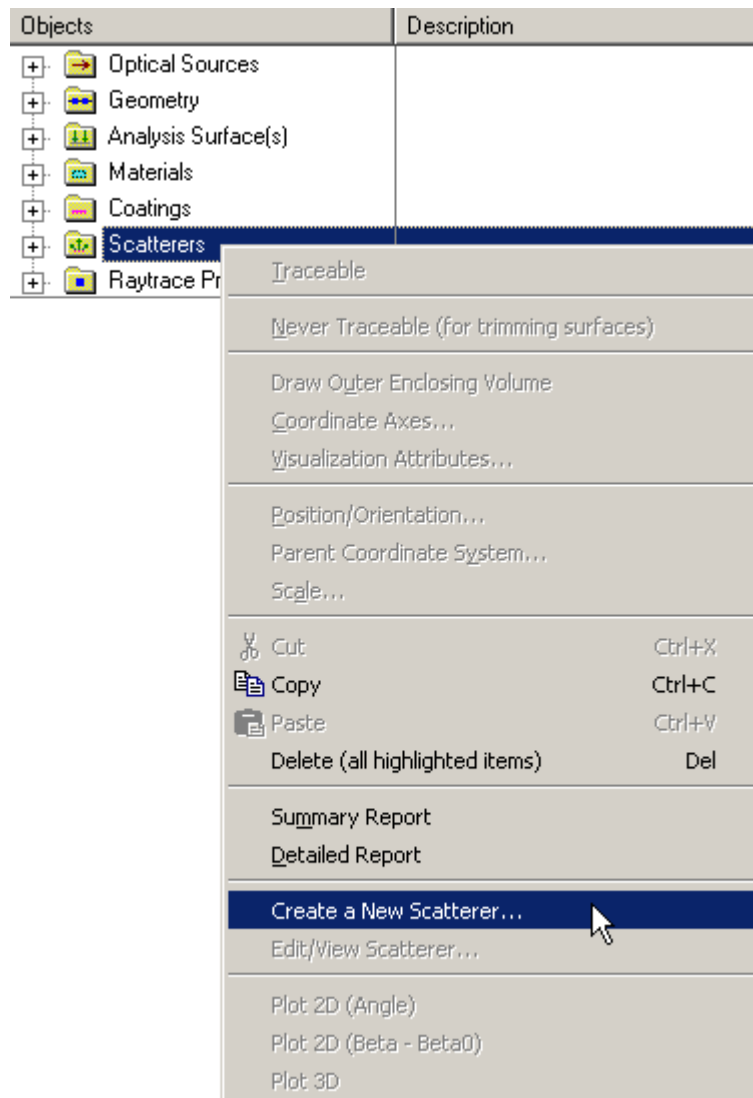 Objects Description
Optical Sources
Geometry
Analysis Surface(s)
Materials
Coatings
Scatterers
Raytrace Pr
Traceable
Never Traceable (for trimming surfaces)
Draw Outer Enclosing Volume
Coordinate Axes...
Visualization Attributes...
Position/Orientation...
Parent Coordinate System...
Scale...
Cut Ctrl+X
Copy Ctrl+C
Paste Ctrl+V
Delete (all highlighted items) Del
Summary Report
Detailed Report
Create a New Scatterer...
Edit/View Scatterer...
Plot 2D (Angle)
Plot 2D (Beta - Beta0)
Plot 3D